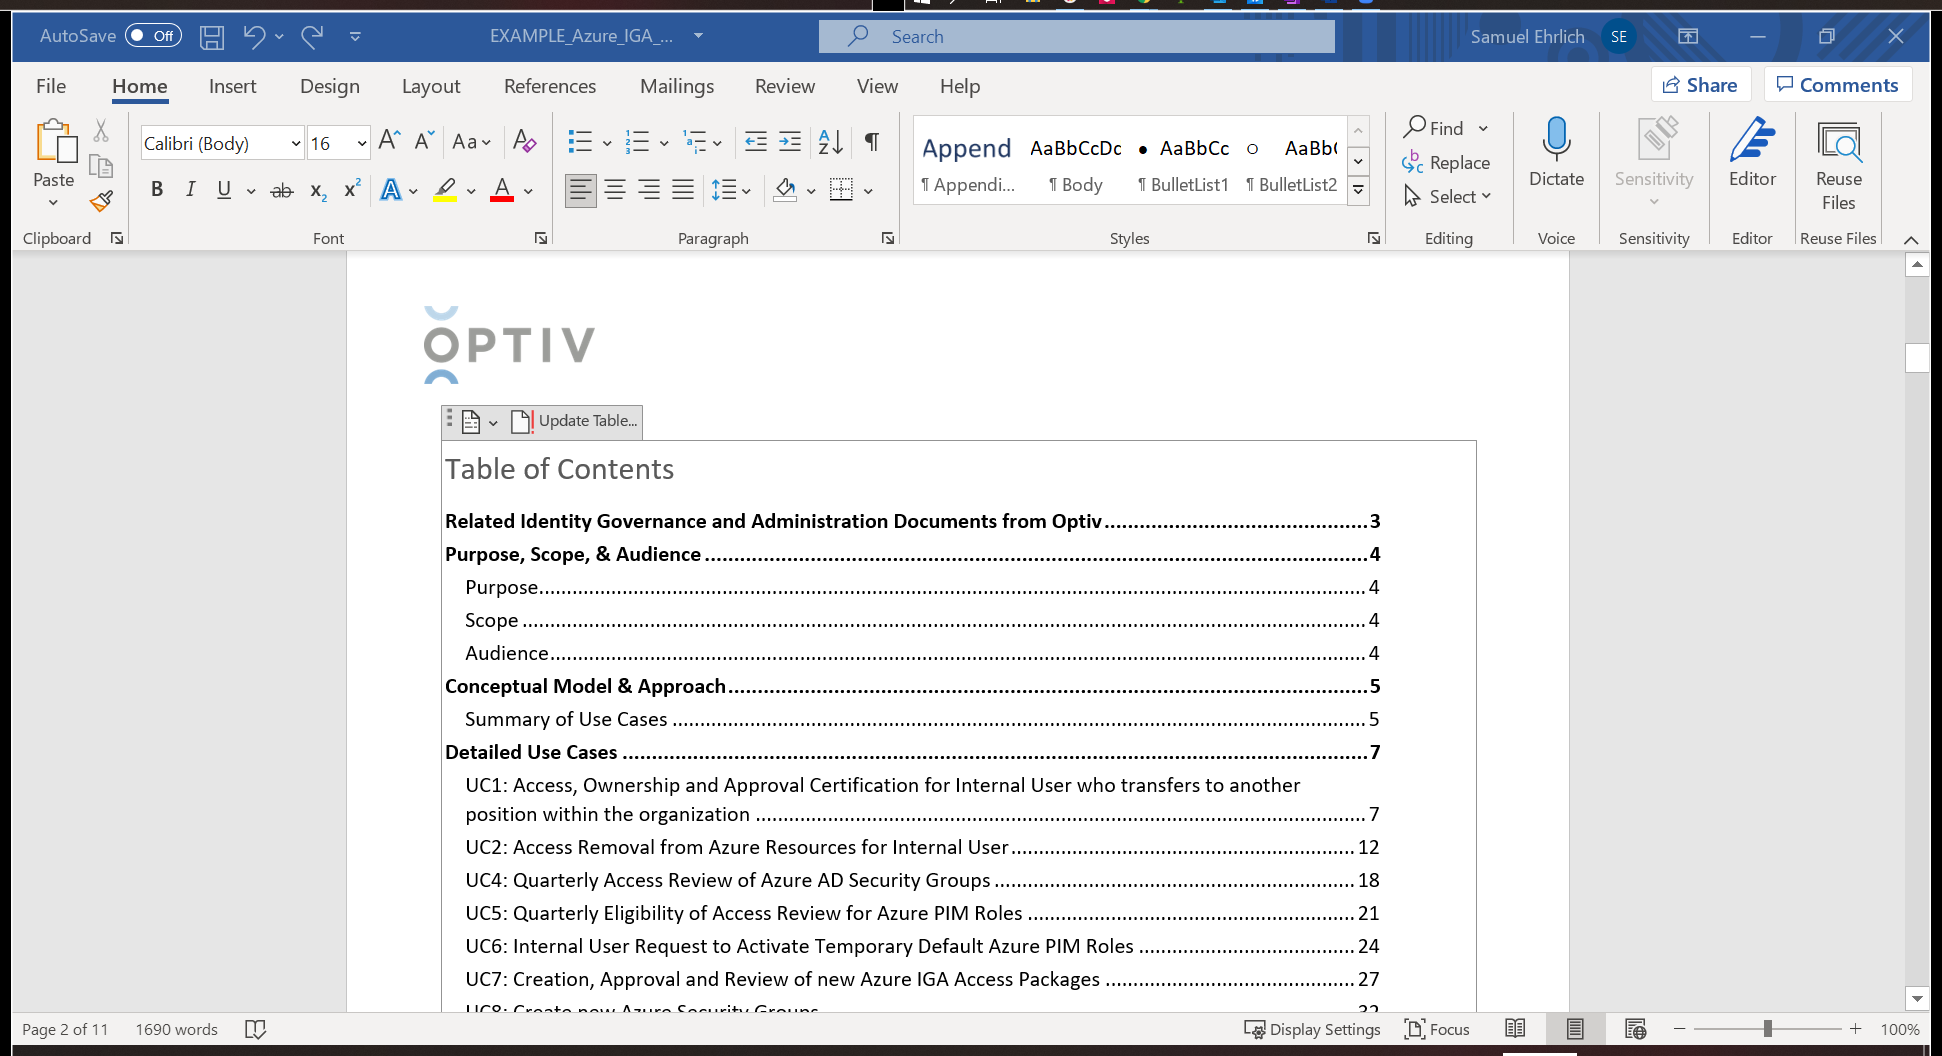 AutoSave Off EXAMPLE_Azure_IGA_... Search Samuel Ehrlich SE
File Home Insert Design Layout References Mailings Review View Help Share Comments
Calibri (Body) 16 Aa
Paste
B I U ab x2 x2 A A
Clipboard Font Paragraph
Append AaBbCcDc AaBbCc AaBb(
¶ Appendi... ¶ Body ¶ BulletList1 ¶ BulletList2
Styles
Find
Replace
Select
Editing
Dictate
Voice
Sensitivity
Sensitivity
Editor
Editor
Reuse
Files
Reuse Files
OPTIV
Update Table...
Table of Contents
Related Identity Governance and Administration Documents from Optiv 3
Purpose, Scope, & Audience 4
Purpose 4
Scope 4
Audience 4
Conceptual Model & Approach 5
Summary of Use Cases 5
Detailed Use Cases 7
UC1: Access, Ownership and Approval Certification for Internal User who transfers to another
position within the organization 7
UC2: Access Removal from Azure Resources for Internal User 12
UC4: Quarterly Access Review of Azure AD Security Groups 18
UC5: Quarterly Eligibility of Access Review for Azure PIM Roles 21
UC6: Internal User Request to Activate Temporary Default Azure PIM Roles 24
UC7: Creation, Approval and Review of new Azure IGA Access Packages 27
UC8: Create new Azure Security Groups 32
Page 2 of 11 1690 words Display Settings Focus 100%